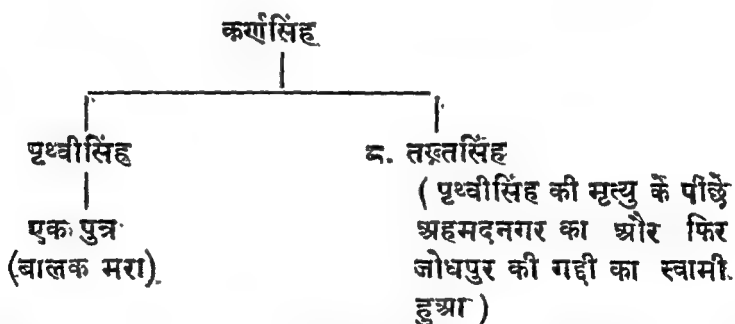 कर्णसिंह
पृथ्वीसिंह
८. तख़्तसिंह
एक पुत्र
(बालक मरा)
( पृथ्वीसिंह की मृत्यु के पीछे
अहमदनगर का और फिर
जोधपुर की गद्दी का स्वामी
हुआ )